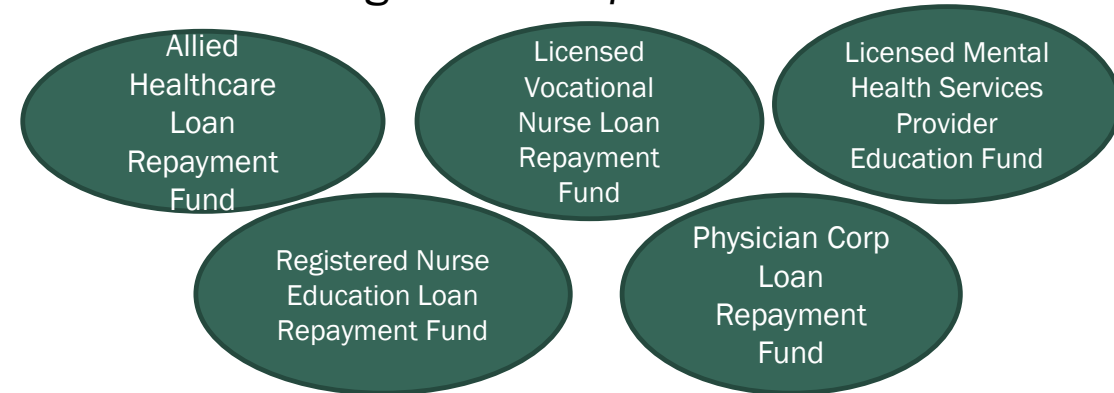 Allied
Healthcare
Loan
Repayment
Fund
Licensed
Vocational
Nurse Loan
Repayment
Fund
Licensed Mental
Health Services
Provider
Education Fund
Registered Nurse
Education Loan
Repayment Fund
Physician Corp
Loan
Repayment
Fund